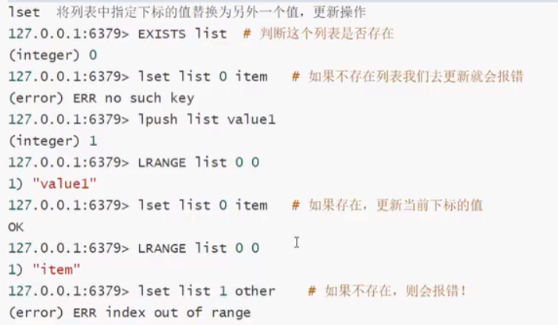 lset 将列表中指定下标的值替换为另外一个值，更新操作
127.0.0.1:6379> EXISTS list # 判断这个列表是否存在
(integer) 0
127.0.0.1:6379> lset list 0 item # 如果不存在列表我们去更新就会报错
(error) ERR no such key
127.0.0.1:6379> lpush list value1
(integer) 1
127.0.0.1:6379> LRANGE list 0 0
1) "value1"
127.0.0.1:6379> lset list 0 item # 如果存在，更新当前下标的值
OK
127.0.0.1:6379> LRANGE list 0 0
1) "item"
127.0.0.1:6379> lset list 1 other # 如果不存在，则会报错！
(error) ERR index out of range